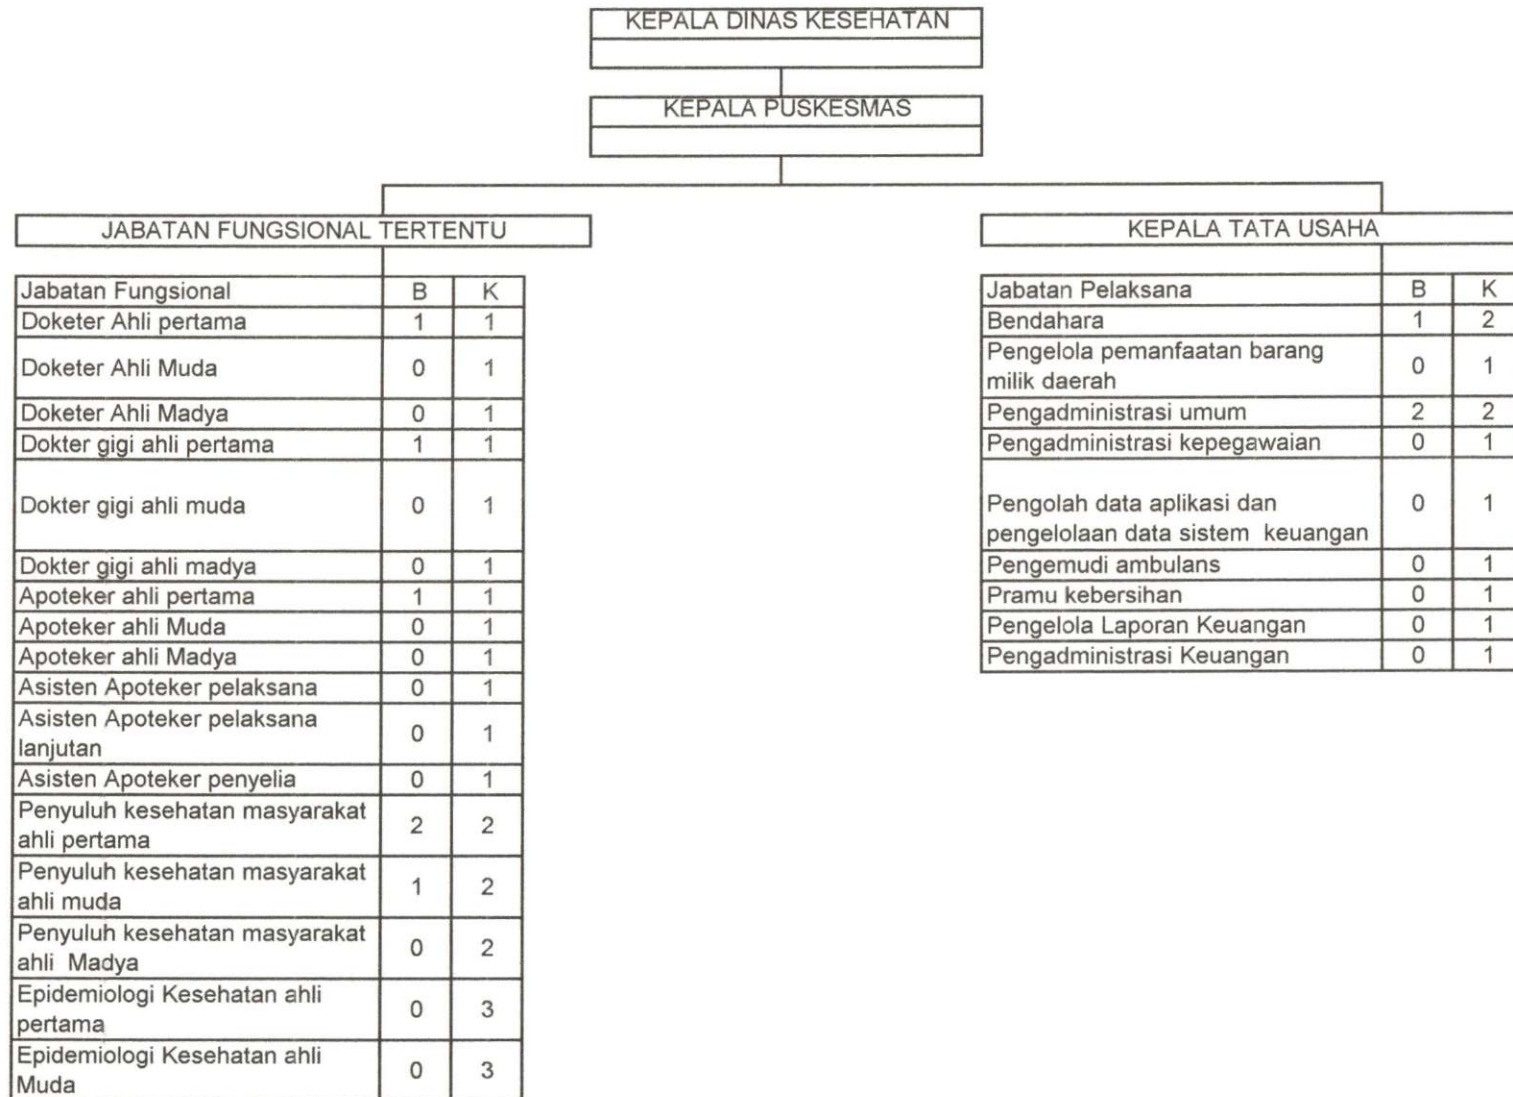 KEPALA DINAS KESEHATAN
KEPALA PUSKESMAS
JABATAN FUNGSIONAL TERTENTU
Jabatan Fungsional B K
Doketer Ahli pertama 1 1
Doketer Ahli Muda 0 1
Doketer Ahli Madya 0 1
Dokter gigi ahli pertama 1 1
Dokter gigi ahli muda 0 1
Dokter gigi ahli madya 0 1
Apoteker ahli pertama 1 1
Apoteker ahli Muda 0 1
Apoteker ahli Madya 0 1
Asisten Apoteker pelaksana 0 1
Asisten Apoteker pelaksana
lanjutan 0 1
Asisten Apoteker penyelia 0 1
Penyuluh kesehatan masyarakat
ahli pertama 2 2
Penyuluh kesehatan masyarakat
ahli muda 1 2
Penyuluh kesehatan masyarakat
ahli Madya 0 2
Epidemiologi Kesehatan ahli
pertama 0 3
Epidemiologi Kesehatan ahli
Muda 0 3
KEPALA TATA USAHA
Jabatan Pelaksana B K
Bendahara 1 2
Pengelola pemanfaatan barang
milik daerah 0 1
Pengadministrasi umum 2 2
Pengadministrasi kepegawaian 0 1
Pengolah data aplikasi dan
pengelolaan data sistem keuangan 0 1
Pengemudi ambulans 0 1
Pramu kebersihan 0 1
Pengelola Laporan Keuangan 0 1
Pengadministrasi Keuangan 0 1